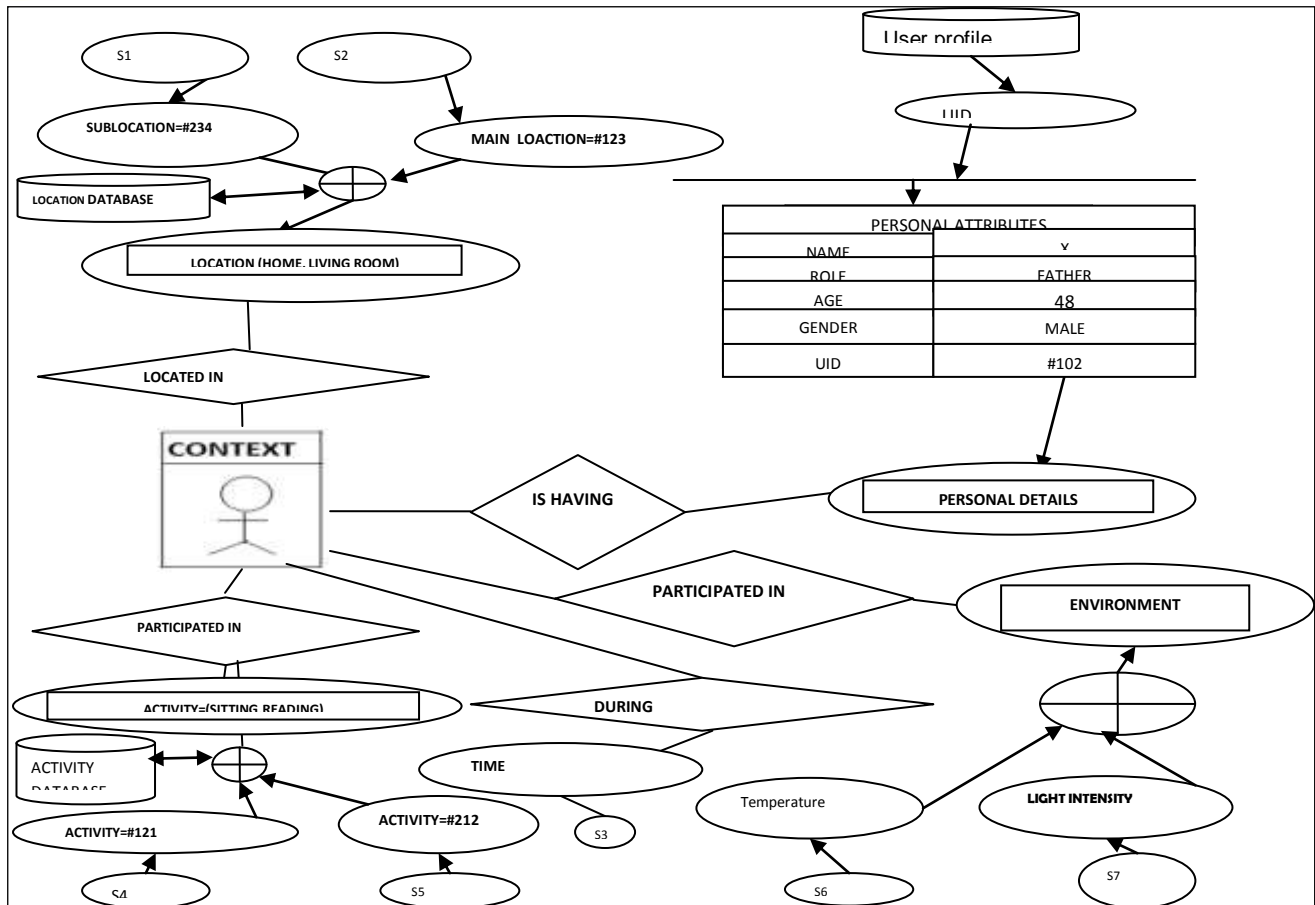 S1
S2
User profile
SUBLOCATION=#234
MAIN LOACTION=#123
UID
LOCATION DATABASE
PERSONAL ATTRIBUTES
NAME X
ROLE FATHER
AGE 48
GENDER MALE
UID #102
LOCATION (HOME, LIVING ROOM)
LOCATED IN
CONTEXT
IS HAVING
PERSONAL DETAILS
PARTICIPATED IN
ENVIRONMENT
PARTICIPATED IN
ACTIVITY=(SITTING,READING)
DURING
ACTIVITY
DATABASE
TIME
Temperature
LIGHT INTENSITY
ACTIVITY=#121
ACTIVITY=#212
S3
S4
S5
S6
S7